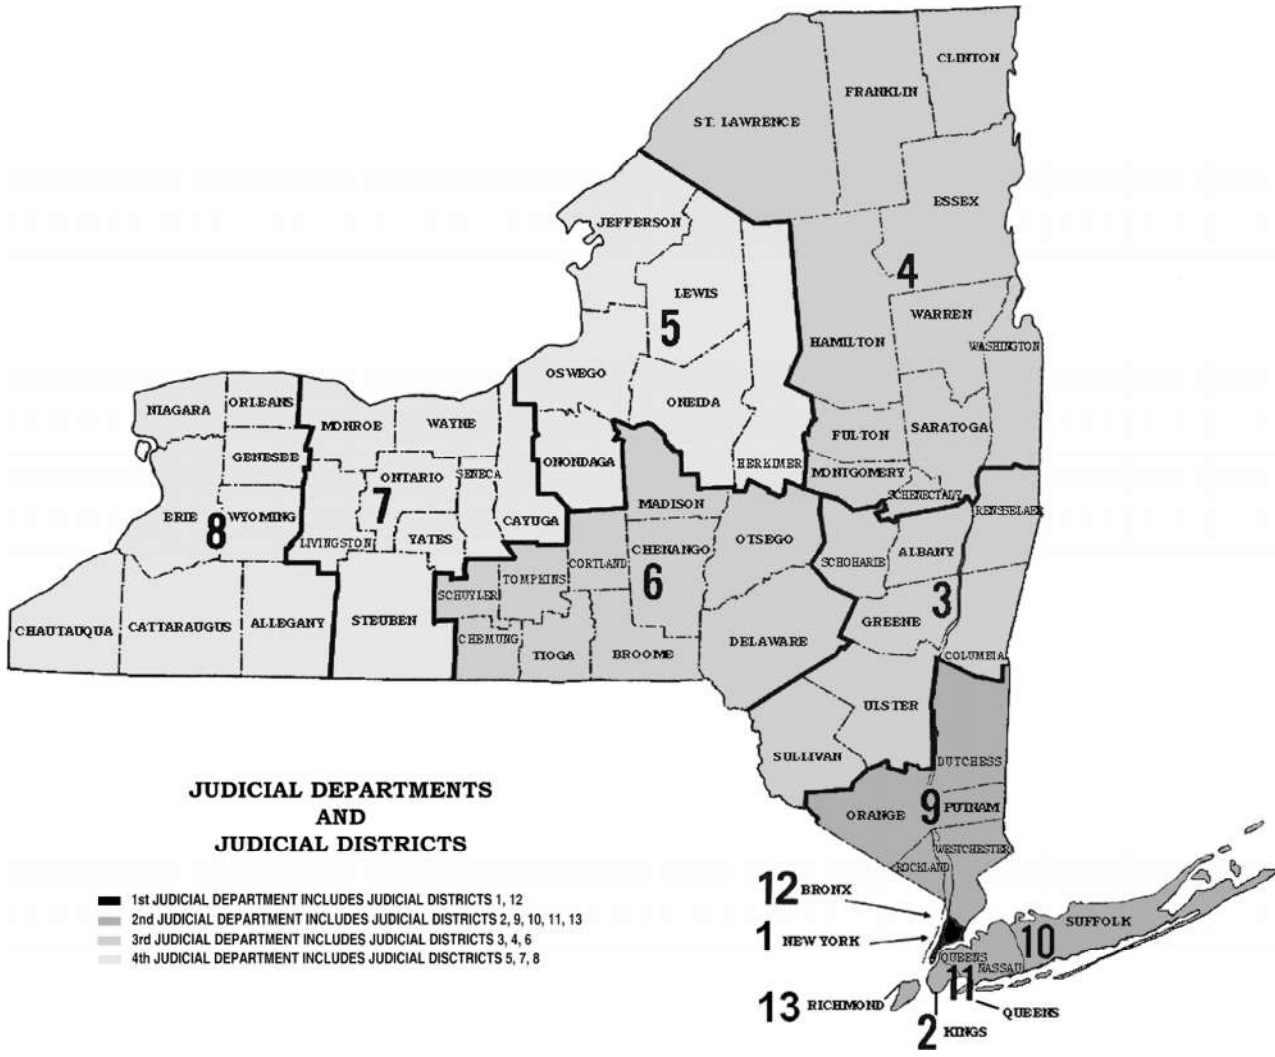 CLINTON
FRANKLIN
ST. LAWRENCE
ESSEX
JEFFERSON
4
LEWIS
5
WARREN
HAMILTON
WASHINGTON
OSWEGO
ONEIDA
NIAGARA
ORLEANS
MONROE
WAYNE
FULTON
SARATOGA
GENESEE
ONONDAGA
HERKIMER
ONTARIO
SENECA
MONTGOMERY
SCHENECTADY
7
MADISON
RENSSELAER
ERIE
WYOMING
8
CAYUGA
LIVINGSTON
YATES
OTSEGO
CHENANGO
ALBANY
SCHOHARIE
CORTLAND
TOMPKINS
6
SCHUYLER
3
CHAUTAUQUA
CATTARAUGUS
ALLEGANY
STEUBEN
GREENE
CHEMUNG
DELAWARE
TIOGA
BROOME
COLUMBIA
ULSTER
SULLIVAN
DUTCHESS
JUDICIAL DEPARTMENTS
AND
JUDICIAL DISTRICTS
9
PUTNAM
ORANGE
WESTCHESTER
ROCKLAND
12 BRONX
1st JUDICIAL DEPARTMENT INCLUDES JUDICIAL DISTRICTS 1, 12
2nd JUDICIAL DEPARTMENT INCLUDES JUDICIAL DISTRICTS 2, 9, 10, 11, 13
3rd JUDICIAL DEPARTMENT INCLUDES JUDICIAL DISTRICTS 3, 4, 6
4th JUDICIAL DEPARTMENT INCLUDES JUDICIAL DISCTRICTS 5, 7, 8
SUFFOLK
1 NEW YORK
10
QUEENS
NASSAU
11
13 RICHMOND
QUEENS
2 KINGS